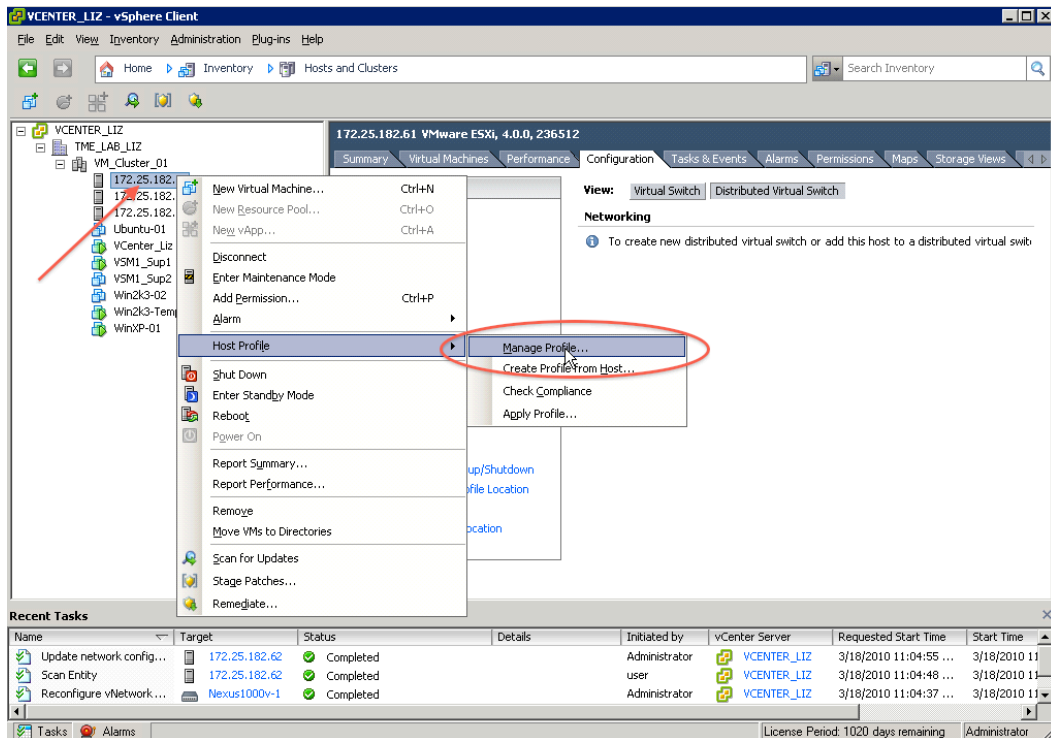 VCENTER_LIZ - vSphere Client
File Edit View Inventory Administration Plug-ins Help
Home Inventory Hosts and Clusters Search Inventory
VCENTER_LIZ
TME_LAB_LIZ
VM_Cluster_01
172.25.182.
172.25.182.
172.25.182.
Ubuntu-01
VCenter_Liz
VSM1_Sup1
VSM1_Sup2
Win2k3-02
Win2k3-Tem
WinXP-01
172.25.182.61 VMware ESXi, 4.0.0, 236512
Summary Virtual Machines Performance Configuration Tasks & Events Alarms Permissions Maps Storage Views
View: Virtual Switch Distributed Virtual Switch
Networking
To create new distributed virtual switch or add this host to a distributed virtual swit
New Virtual Machine... Ctrl+N
New Resource Pool... Ctrl+O
New vApp... Ctrl+A
Disconnect
Enter Maintenance Mode
Add Permission... Ctrl+P
Alarm
Host Profile
Shut Down
Enter Standby Mode
Reboot
Power On
Report Summary...
Report Performance...
Remove
Move VMs to Directories
Scan for Updates
Stage Patches...
Remediate...
Manage Profile...
Create Profile from Host...
Check Compliance
Apply Profile...
up/Shutdown
file Location
ocation
Recent Tasks
Name Target Status Details Initiated by vCenter Server Requested Start Time Start Time
Update network config... 172.25.182.62 Completed Administrator VCENTER_LIZ 3/18/2010 11:04:55 ... 3/18/2010 11
Scan Entity 172.25.182.62 Completed user VCENTER_LIZ 3/18/2010 11:04:48 ... 3/18/2010 11
Reconfigure vNetwork... Nexus1000v-1 Completed Administrator VCENTER_LIZ 3/18/2010 11:04:37 ... 3/18/2010 11
Tasks Alarms License Period: 1020 days remaining Administrator